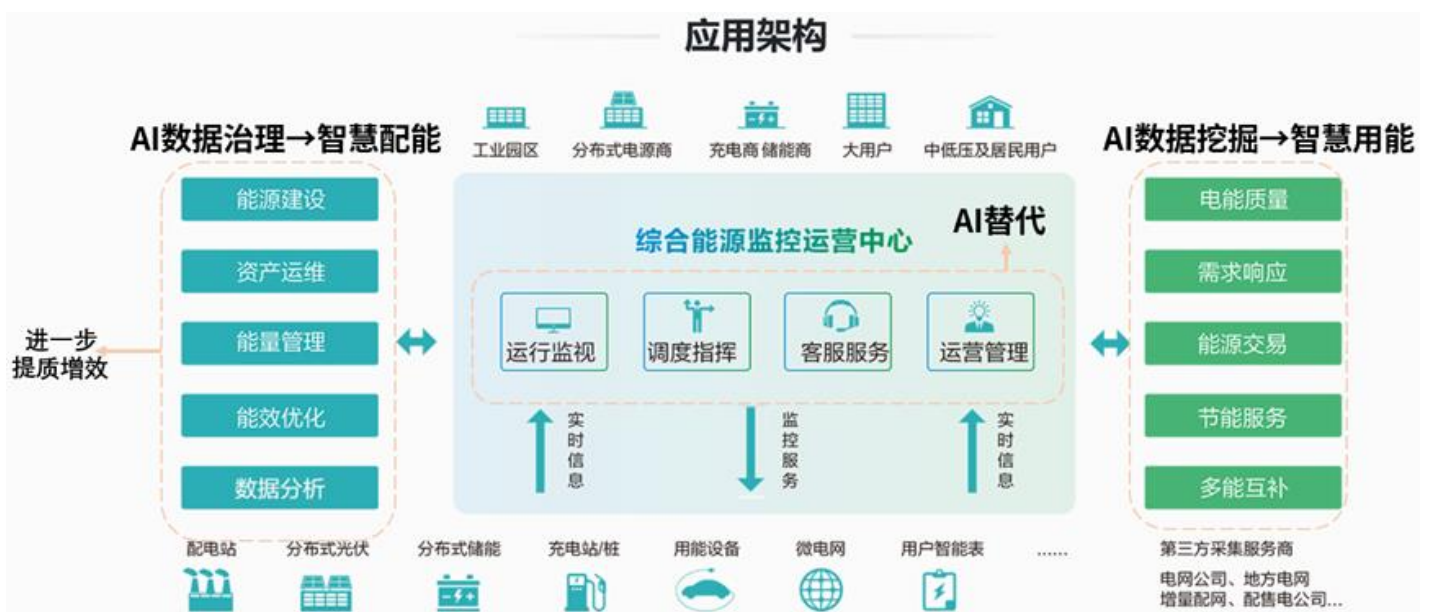 应用架构
工业园区
分布式电源商
充电商 储能商
大用户
中低压及居民用户
AI数据治理→智慧配能
能源建设
资产运维
能量管理
能效优化
数据分析
进一步
提质增效
综合能源监控运营中心
AI替代
运行监视
调度指挥
客服服务
运营管理
实时信息
监控服务
实时信息
AI数据挖掘→智慧用能
电能质量
需求响应
能源交易
节能服务
多能互补
配电站
分布式光伏
分布式储能
充电站/桩
用能设备
微电网
用户智能表
......
第三方采集服务商
电网公司、地方电网
增量配网、配售电公司...